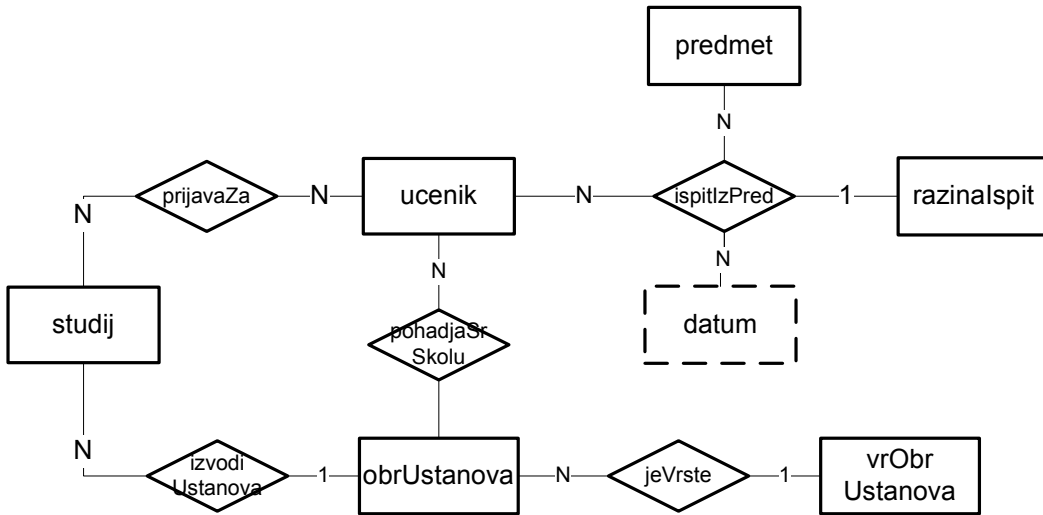 predmet
N
prijavaZa
N
ucenik
N
ispitIzPred
1
razinaIspit
N
N
N
studij
pohadjaSr
Skolu
datum
N
izvodi
Ustanova
1
obrUstanova
N
jeVrste
1
vrObr
Ustanova